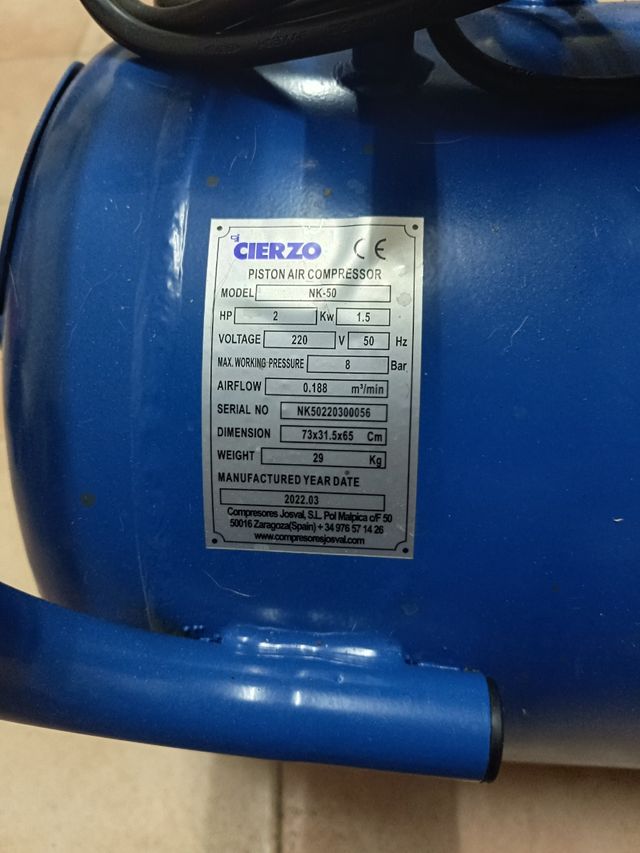 CIERZO CE
PISTON AIR COMPRESSOR
MODEL NK-50
HP 2 Kw 1.5
VOLTAGE 220 V 50 Hz
MAX. WORKING PRESSURE 8 Bar
AIRFLOW 0.188 m³/min
SERIAL NO NK50220300056
DIMENSION 73x31.5x65 Cm
WEIGHT 29 Kg
MANUFACTURED YEAR DATE
2022.03
Compresores Josval, S.L. Pol Malpica c/F 50
50016 Zaragoza(Spain) + 34 976 57 14 26
www.compresoresjosval.com